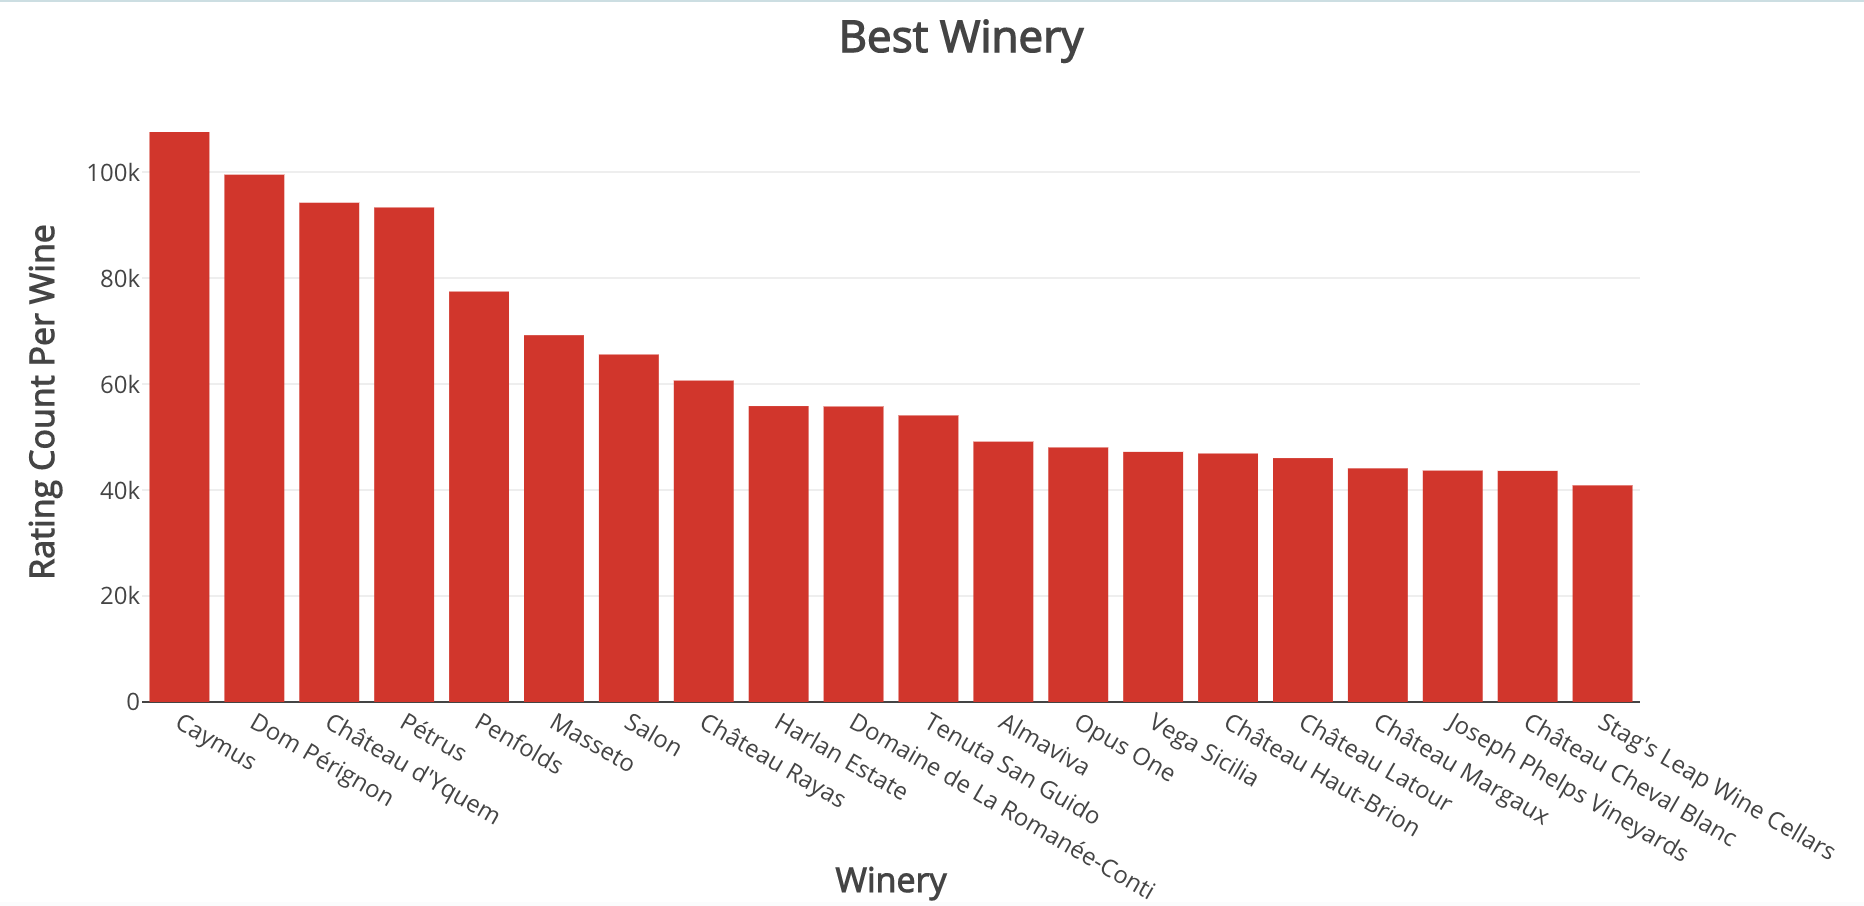 Best Winery
Rating Count Per Wine
100k
80k
60k
40k
20k
0
Caymus
Dom Pérignon
Château d'Yquem
Pétrus
Penfolds
Masseto
Salon
Château Rayas
Harlan Estate
Domaine de La Romanée-Conti
Tenuta San Guido
Almaviva
Opus One
Vega Sicilia
Château Haut-Brion
Château Latour
Château Margaux
Joseph Phelps Vineyards
Château Cheval Blanc
Stag's Leap Wine Cellars
Winery